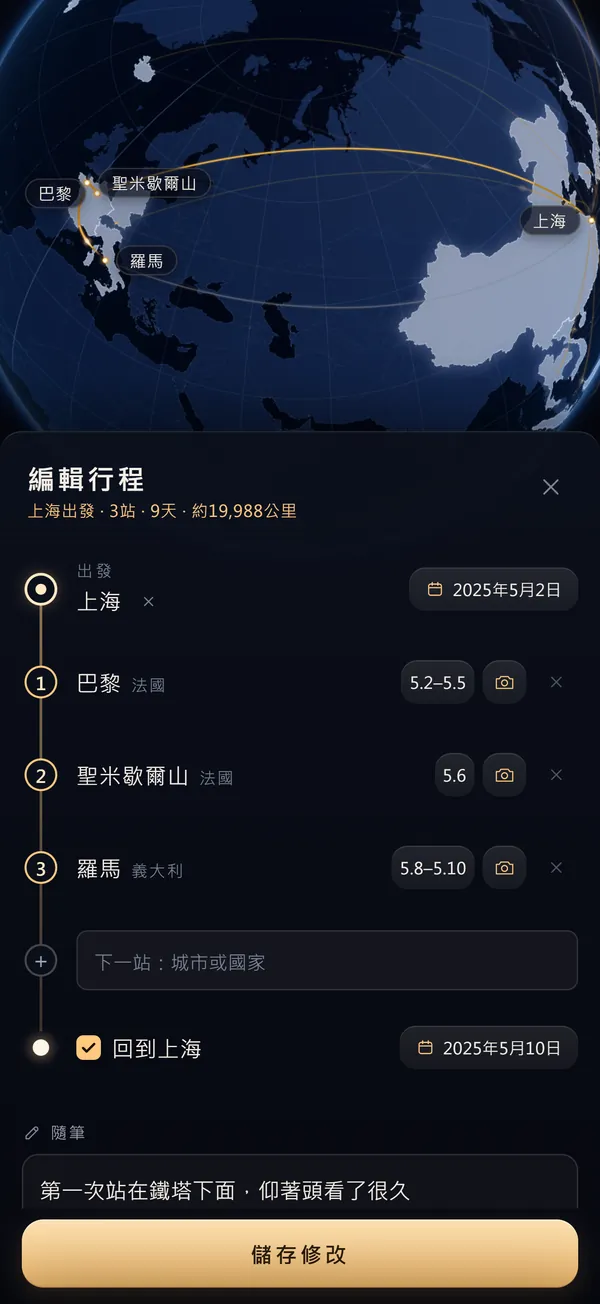 巴黎
聖米歇爾山
上海
羅馬
編輯行程
上海出發 · 3站 · 9天 · 約19,988公里
出發
上海
2025年5月2日
1 巴黎 法國 5.2–5.5
2 聖米歇爾山 法國 5.6
3 羅馬 義大利 5.8–5.10
下一站：城市或國家
回到上海 2025年5月10日
隨筆
第一次站在鐵塔下面，仰著頭看了很久
儲存修改